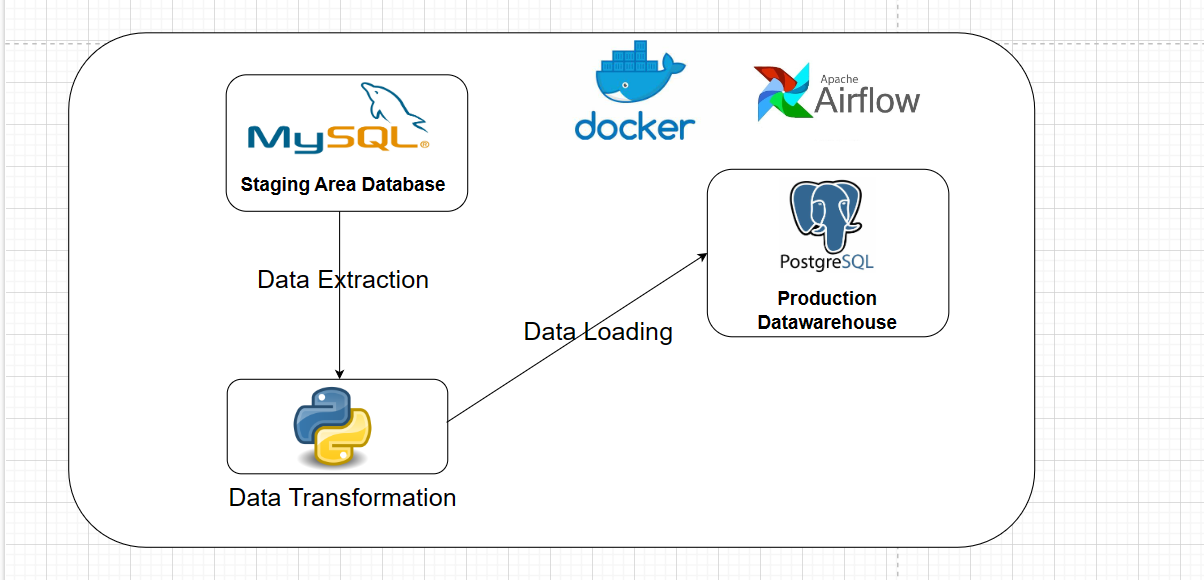 MySQL®
Staging Area Database
docker
Apache
Airflow
PostgreSQL
Production
Datawarehouse
Data Extraction
Data Loading
Data Transformation